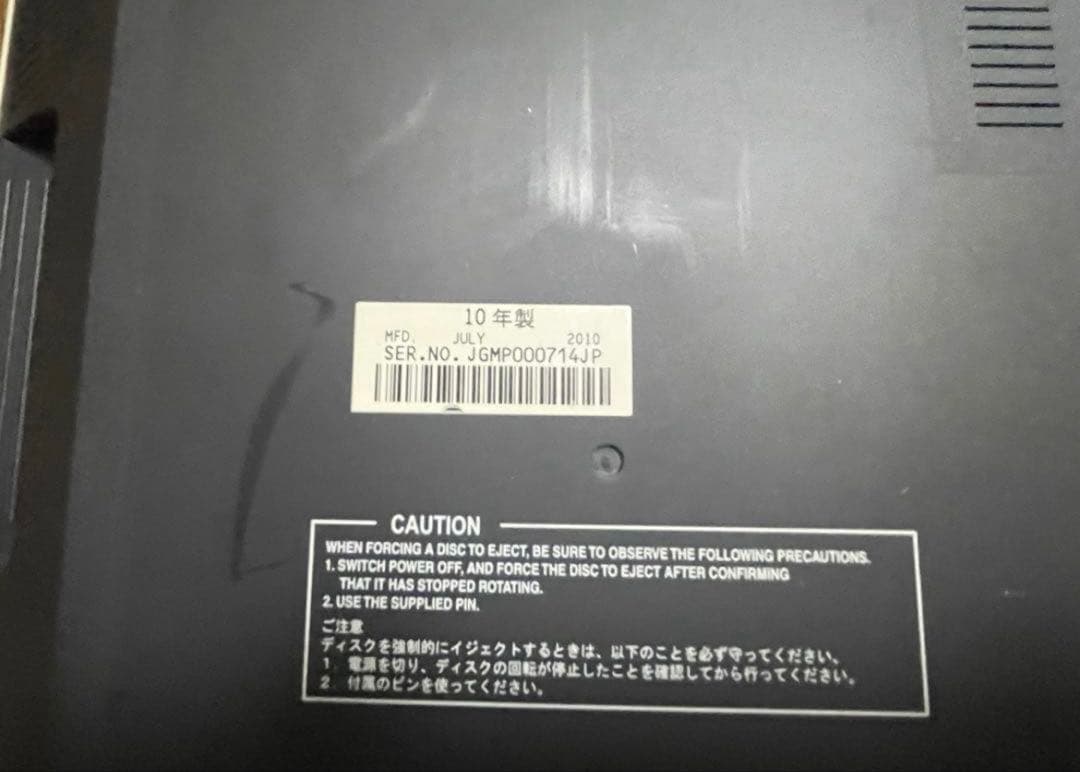 10 年製
MFD. JULY 2010
SER.NO. JGMP000714JP
CAUTION
WHEN FORCING A DISC TO EJECT, BE SURE TO OBSERVE THE FOLLOWING PRECAUTIONS.
1. SWITCH POWER OFF, AND FORCE THE DISC TO EJECT AFTER CONFIRMING
THAT IT HAS STOPPED ROTATING.
2. USE THE SUPPLIED PIN.
ご注意
ディスクを強制的にイジェクトするときは、以下のことを必ず守ってください。
1 電源を切り、ディスクの回転が停止したことを確認してから行ってください。
2 付属のピンを使ってください。